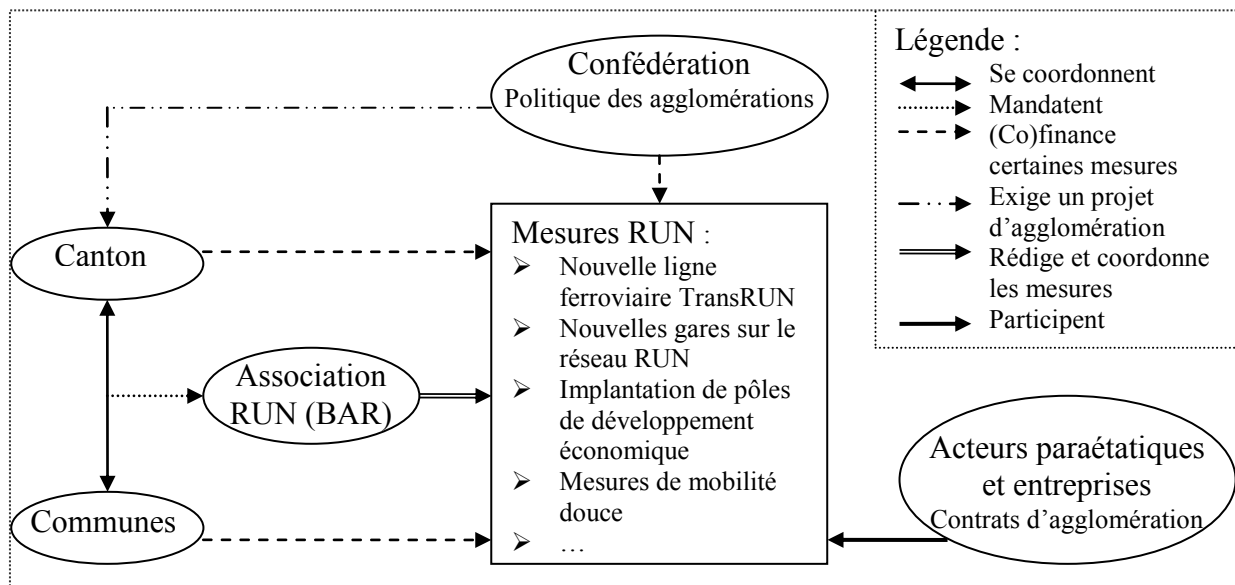 Confédération
Politique des agglomérations
Légende :
Se coordonnent
Mandatent
(Co)finance
certaines mesures
Exige un projet
d’agglomération
Rédige et coordonne
les mesures
Participent
Canton
Association
RUN (BAR)
Communes
Mesures RUN :
➢ Nouvelle ligne
ferroviaire TransRUN
➢ Nouvelles gares sur le
réseau RUN
➢ Implantation de pôles
de développement
économique
➢ Mesures de mobilité
douce
➢ …
Acteurs paraétatiques
et entreprises
Contrats d’agglomération